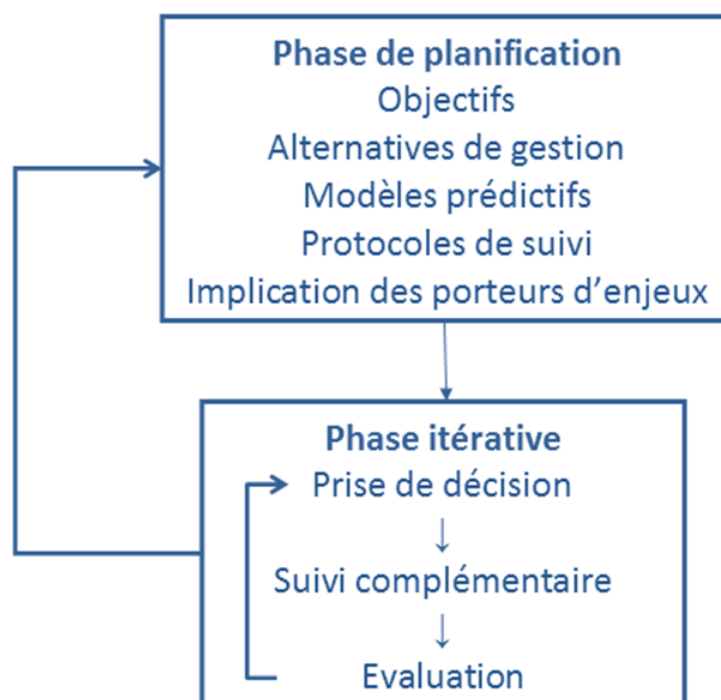 Phase de planification
Objectifs
Alternatives de gestion
Modèles prédictifs
Protocoles de suivi
Implication des porteurs d’enjeux
Phase itérative
Prise de décision
Suivi complémentaire
Evaluation